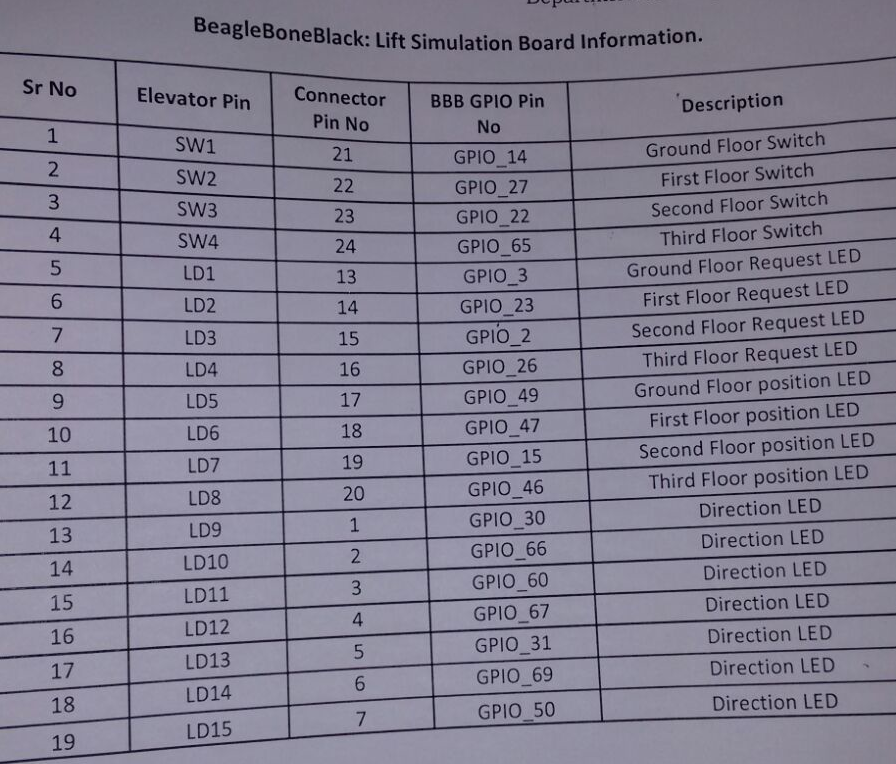 BeagleBoneBlack: Lift Simulation Board Information.
Sr No Elevator Pin Connector Pin No BBB GPIO Pin No Description
1 SW1 21 GPIO_14 Ground Floor Switch
2 SW2 22 GPIO_27 First Floor Switch
3 SW3 23 GPIO_22 Second Floor Switch
4 SW4 24 GPIO_65 Third Floor Switch
5 LD1 13 GPIO_3 Ground Floor Request LED
6 LD2 14 GPIO_23 First Floor Request LED
7 LD3 15 GPIO_2 Second Floor Request LED
8 LD4 16 GPIO_26 Third Floor Request LED
9 LD5 17 GPIO_49 Ground Floor position LED
10 LD6 18 GPIO_47 First Floor position LED
11 LD7 19 GPIO_15 Second Floor position LED
12 LD8 20 GPIO_46 Third Floor position LED
13 LD9 1 GPIO_30 Direction LED
14 LD10 2 GPIO_66 Direction LED
15 LD11 3 GPIO_60 Direction LED
16 LD12 4 GPIO_67 Direction LED
17 LD13 5 GPIO_31 Direction LED
18 LD14 6 GPIO_69 Direction LED
19 LD15 7 GPIO_50 Direction LED